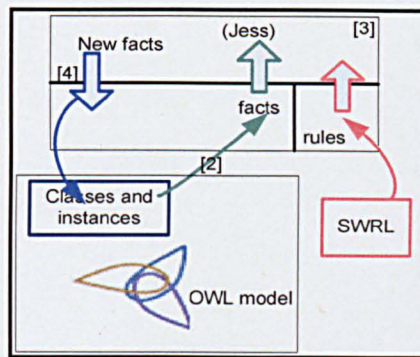 (Jess)
[3]
New facts
[4]
facts
rules
[2]
Classes and
instances
SWRL
OWL model